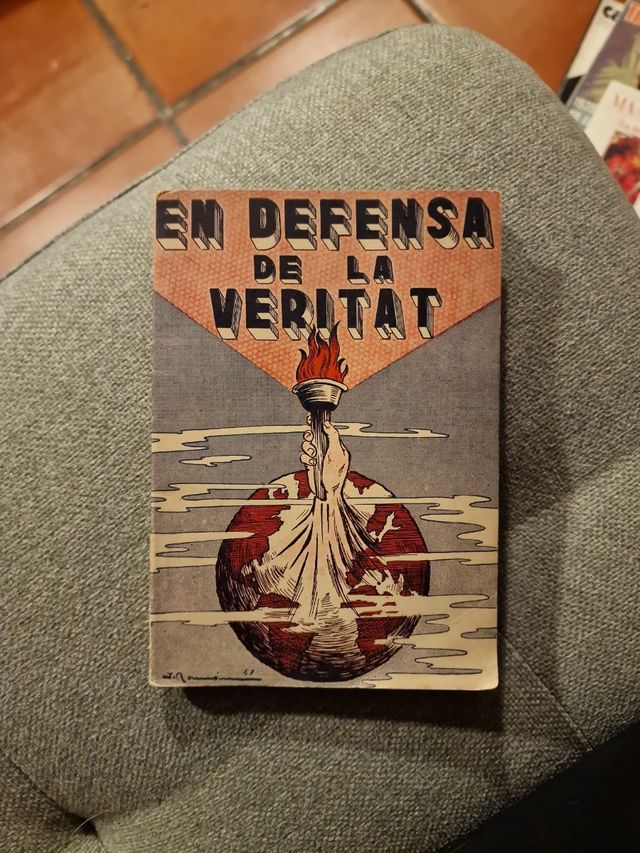 EN DEFENSA
DE LA
VERITAT